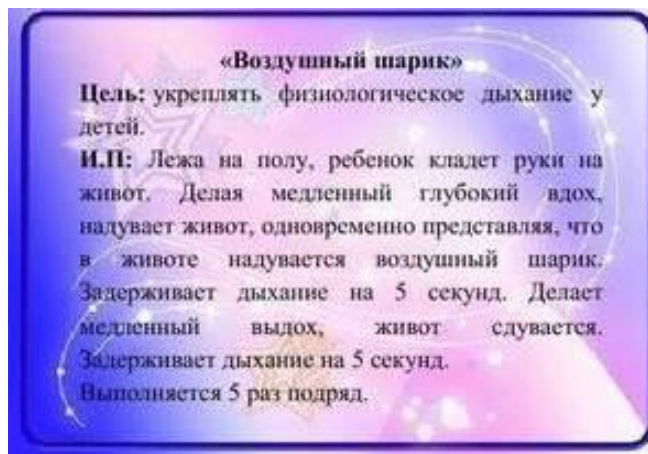 «Воздушный шарик»
Цель: укреплять физиологическое дыхание у
детей.
И.П: Лежа на полу, ребенок кладет руки на
живот. Делая медленный глубокий вдох,
надувает живот, одновременно представляя, что
в животе надувается воздушный шарик.
Задерживает дыхание на 5 секунд. Делает
медленный выдох, живот сдувается.
Задерживает дыхание на 5 секунд.
Выполняется 5 раз подряд.